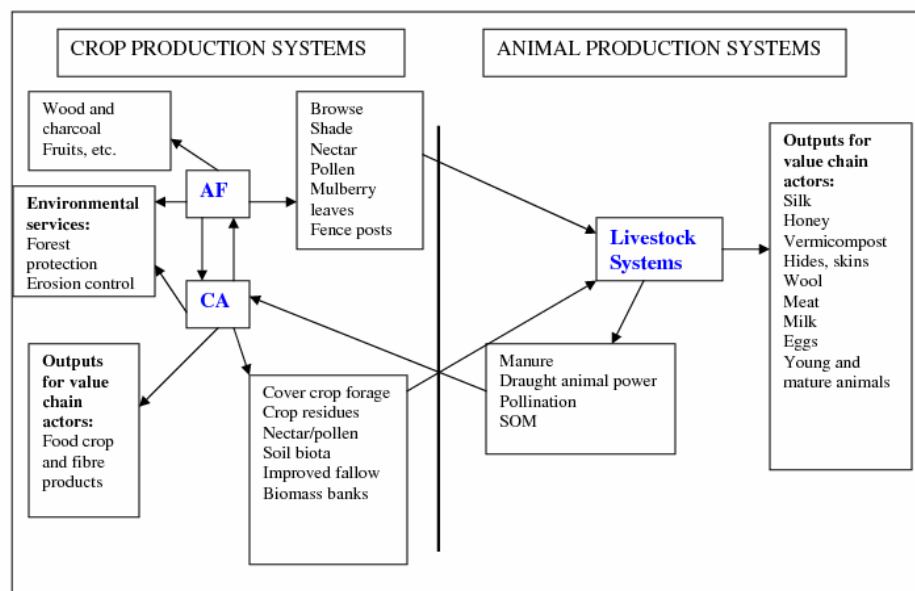 CROP PRODUCTION SYSTEMS
ANIMAL PRODUCTION SYSTEMS
Wood and
charcoal
Fruits, etc.
AF
Browse
Shade
Nectar
Pollen
Mulberry
leaves
Fence posts
Environmental
services:
Forest
protection
Erosion control
CA
Outputs
for value
chain
actors:
Food crop
and fibre
products
Cover crop forage
Crop residues
Nectar/pollen
Soil biota
Improved fallow
Biomass banks
Livestock
Systems
Manure
Draught animal power
Pollination
SOM
Outputs for
value chain
actors:
Silk
Honey
Vermicompost
Hides, skins
Wool
Meat
Milk
Eggs
Young and
mature animals